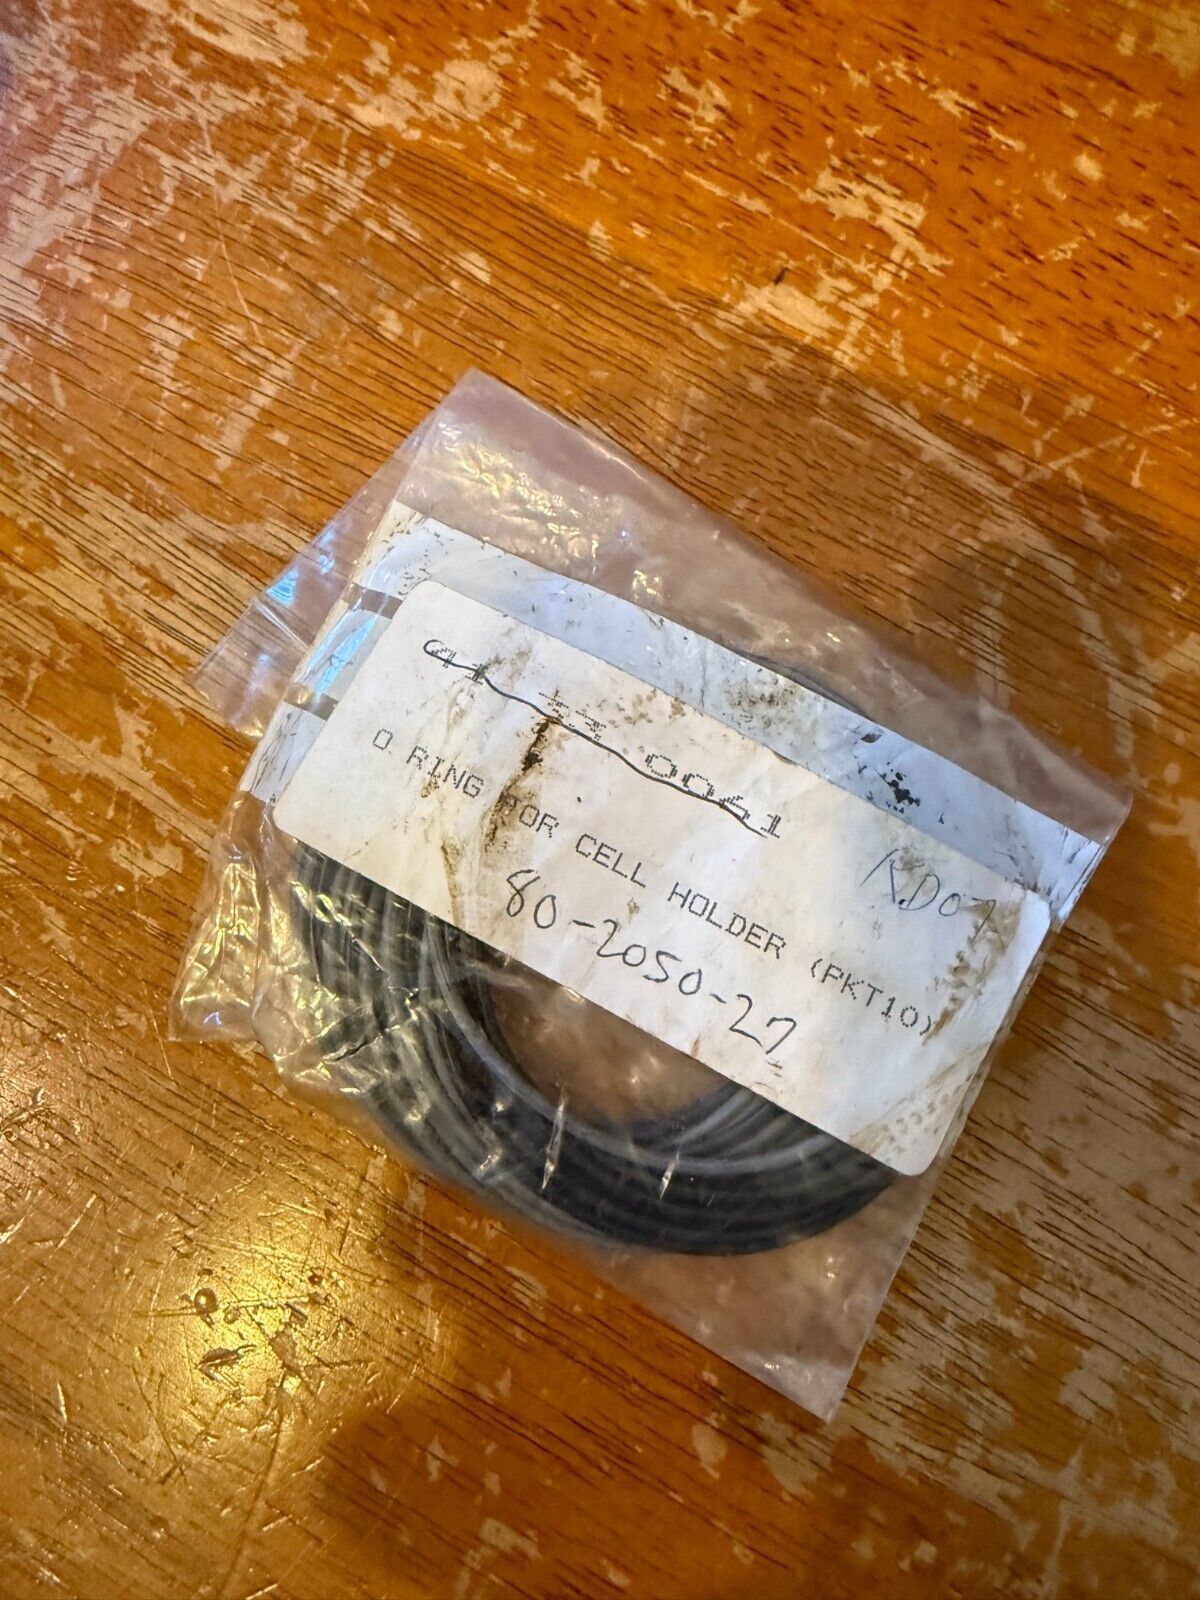 0061
O RING FOR CELL HOLDER (PKT10)
80-2050-27